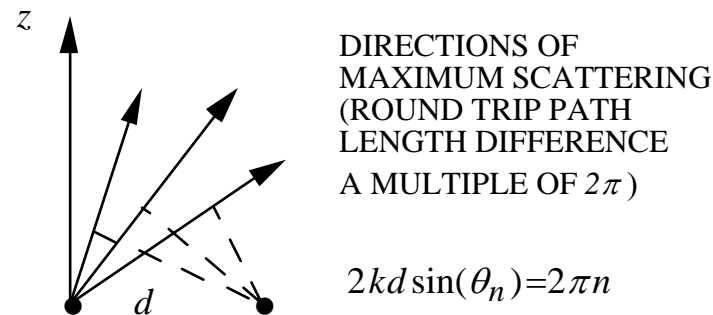 z
DIRECTIONS OF
MAXIMUM SCATTERING
(ROUND TRIP PATH
LENGTH DIFFERENCE
A MULTIPLE OF 2π )
d
2kd sin(θₙ)=2πn